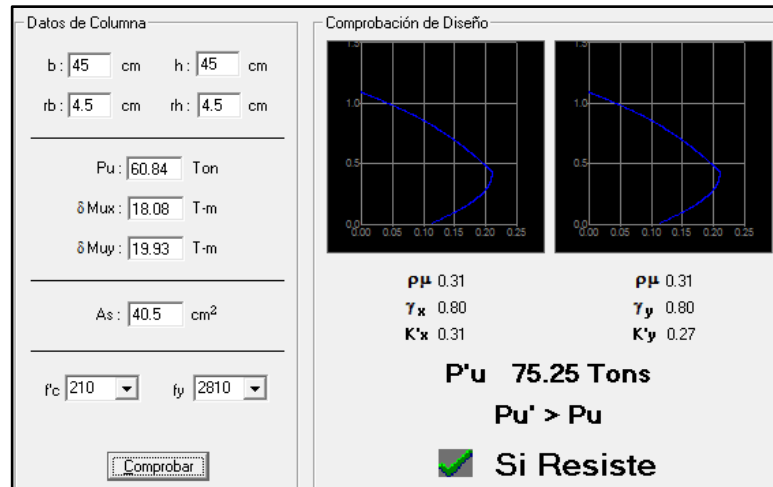 Datos de Columna
b : 45 cm h : 45 cm
rb : 4.5 cm rh : 4.5 cm
Pu : 60.84 Ton
δ Mux : 18.08 T-m
δ Muy : 19.93 T-m
As : 40.5 cm²
f'c 210 fy 2810
Comprobar
Comprobación de Diseño
1.5
1.0
0.5
0.0
0.00 0.05 0.10 0.15 0.20 0.25
1.5
1.0
0.5
0.0
0.00 0.05 0.10 0.15 0.20 0.25
ρμ 0.31
γx 0.80
K'x 0.31
ρμ 0.31
γy 0.80
K'y 0.27
P'u 75.25 Tons
Pu' > Pu
Si Resiste